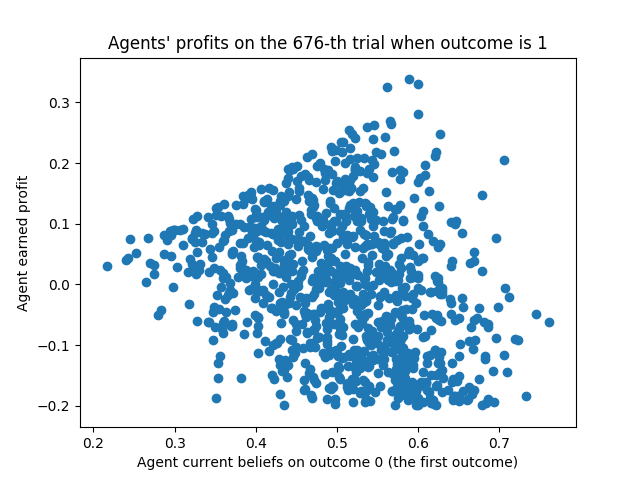 Agents' profits on the 676-th trial when outcome is 1
Agent earned profit
0.3
0.2
0.1
0.0
−0.1
−0.2
0.2 0.3 0.4 0.5 0.6 0.7
Agent current beliefs on outcome 0 (the first outcome)